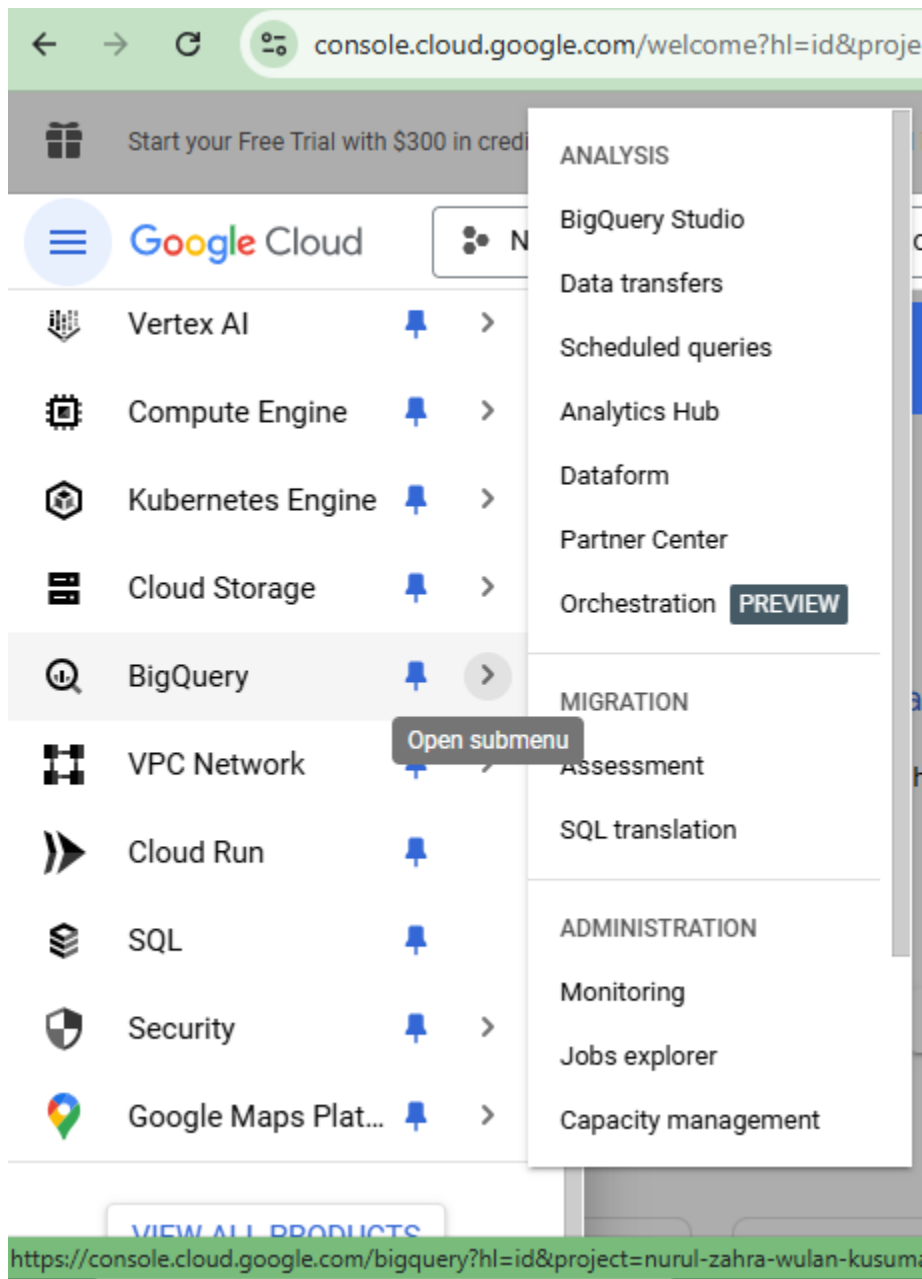 console.cloud.google.com/welcome?hl=id&proje
Start your Free Trial with $300 in credi
Google Cloud
N
Vertex AI
Compute Engine
Kubernetes Engine
Cloud Storage
BigQuery
Open submenu
VPC Network
Cloud Run
SQL
Security
Google Maps Plat...
VIEW ALL PRODUCTS
ANALYSIS
BigQuery Studio
Data transfers
Scheduled queries
Analytics Hub
Dataform
Partner Center
Orchestration PREVIEW
MIGRATION
Assessment
SQL translation
ADMINISTRATION
Monitoring
Jobs explorer
Capacity management
https://console.cloud.google.com/bigquery?hl=id&project=nurul-zahra-wulan-kusuma